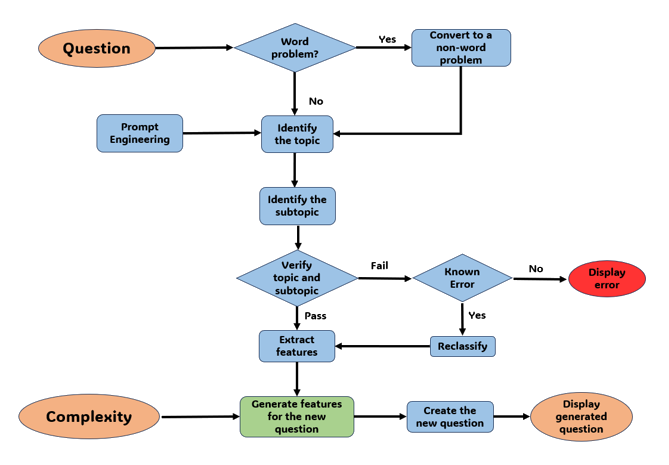 Question
Word
problem?
Yes
Convert to a
non-word
problem
No
Prompt
Engineering
Identify
the topic
Identify the
subtopic
Verify
topic and
subtopic
Fail
Known
Error
No
Display
error
Pass
Yes
Extract
features
Reclassify
Complexity
Generate features
for the new
question
Create the
new question
Display
generated
question